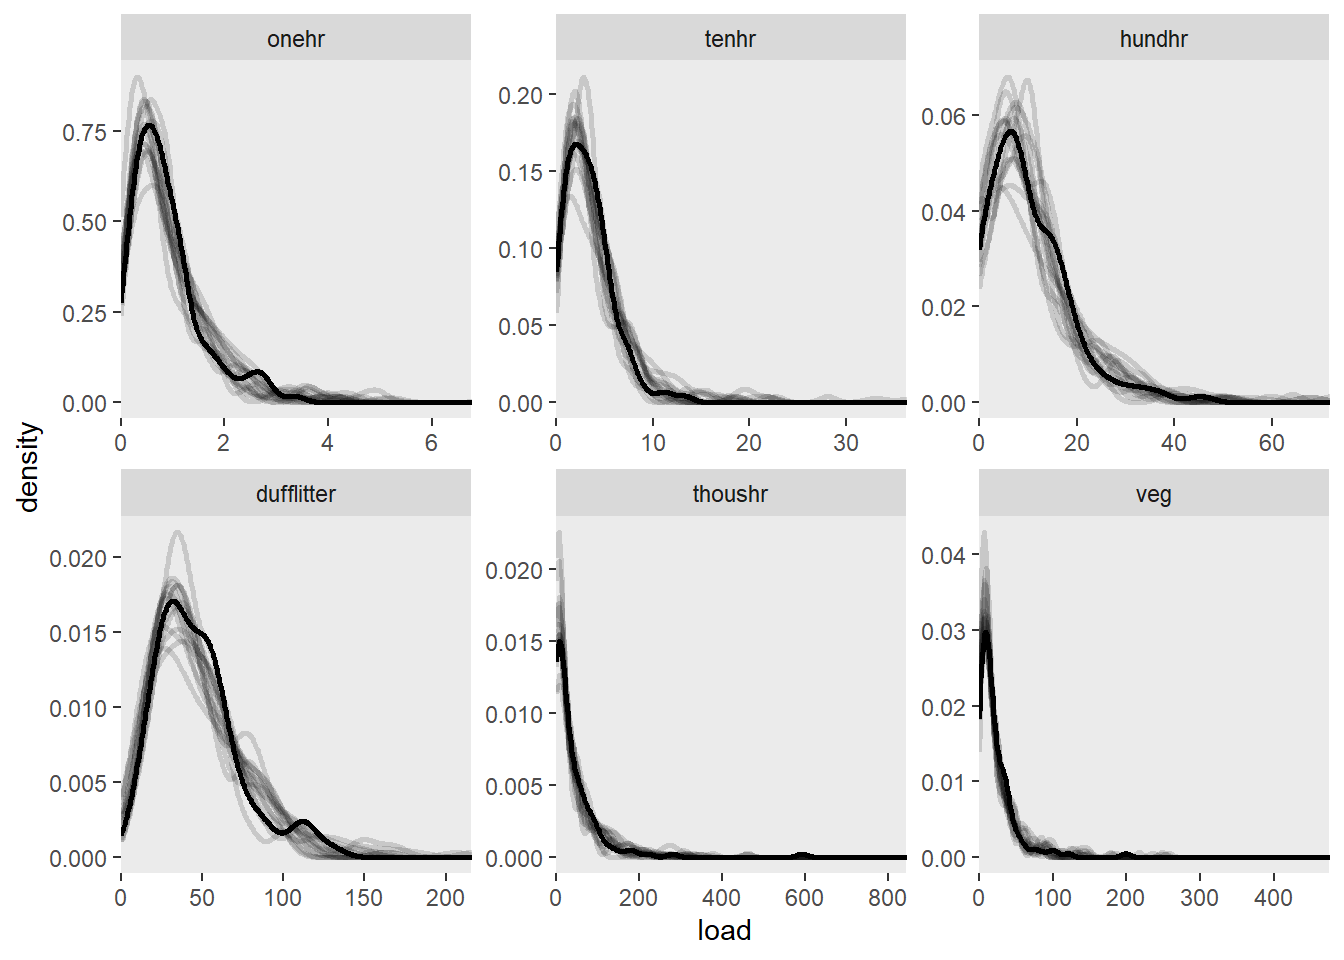 onehr tenhr hundhr
0.75
0.50
0.25
0.00
0.20
0.15
0.10
0.05
0.00
0.06
0.04
0.02
0.00
0 2 4 6
0 10 20 30
0 20 40 60
density
dufflitter thoushr veg
0.020
0.015
0.010
0.005
0.000
0.020
0.015
0.010
0.005
0.000
0.04
0.03
0.02
0.01
0.00
0 50 100 150 200
0 200 400 600 800
0 100 200 300 400
load